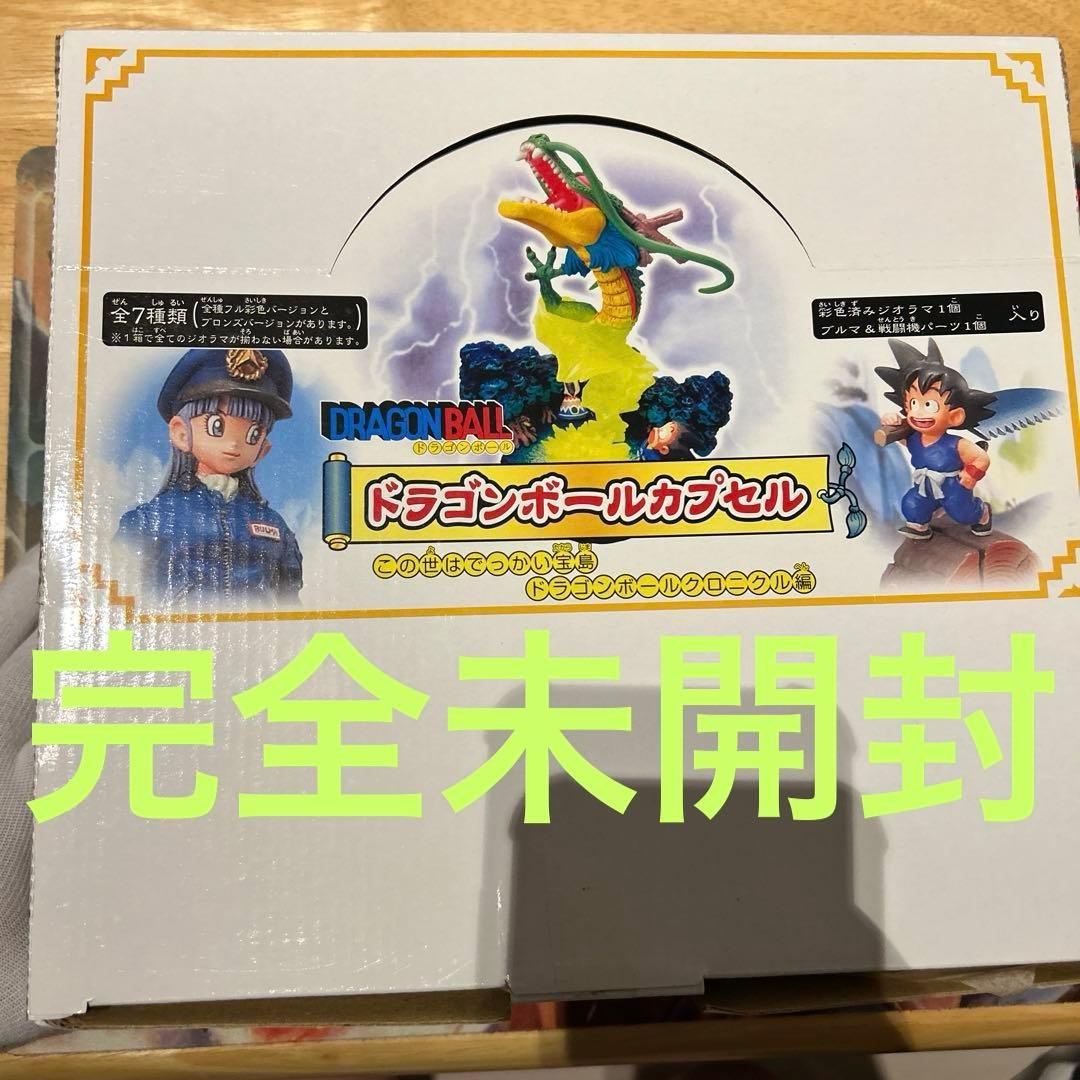 全7種類(全種フル彩色バージョンと
ブロンズバージョンがあります。)
※1箱で全てのジオラマが揃わない場合があります。
彩色済みジオラマ1個
ブルマ&戦闘機パーツ1個 入り
BULMA
DRAGONBALL
ドラゴンボール
ドラゴンボールカプセル
この世はでっかい宝島
ドラゴンボールクロニクル編
完全未開封